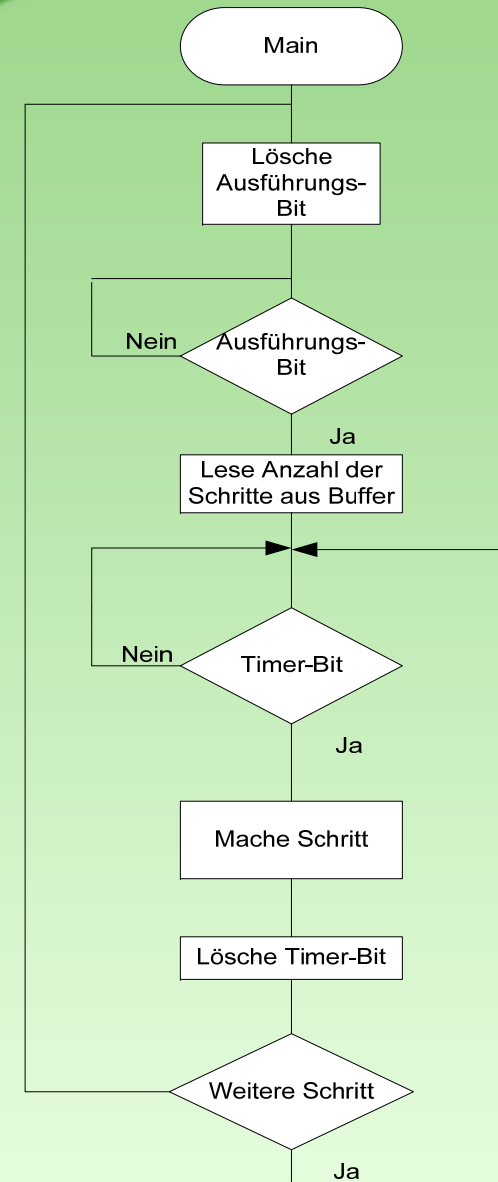 Main
Lösche
Ausführungs-
Bit
Nein
Ausführungs-
Bit
Ja
Lese Anzahl der
Schritte aus Buffer
Nein
Timer-Bit
Ja
Mache Schritt
Lösche Timer-Bit
Weitere Schritt
Ja